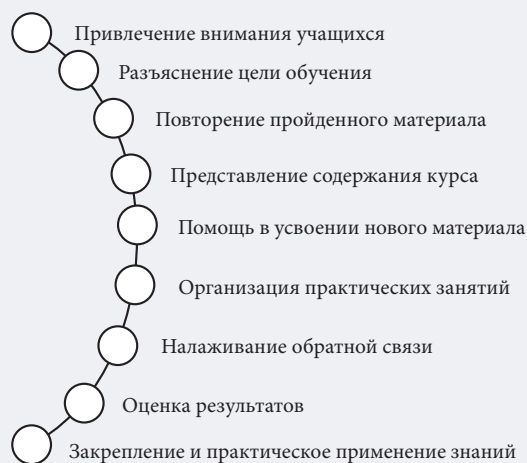 Привлечение внимания учащихся
Разъяснение цели обучения
Повторение пройденного материала
Представление содержания курса
Помощь в усвоении нового материала
Организация практических занятий
Налаживание обратной связи
Оценка результатов
Закрепление и практическое применение знаний